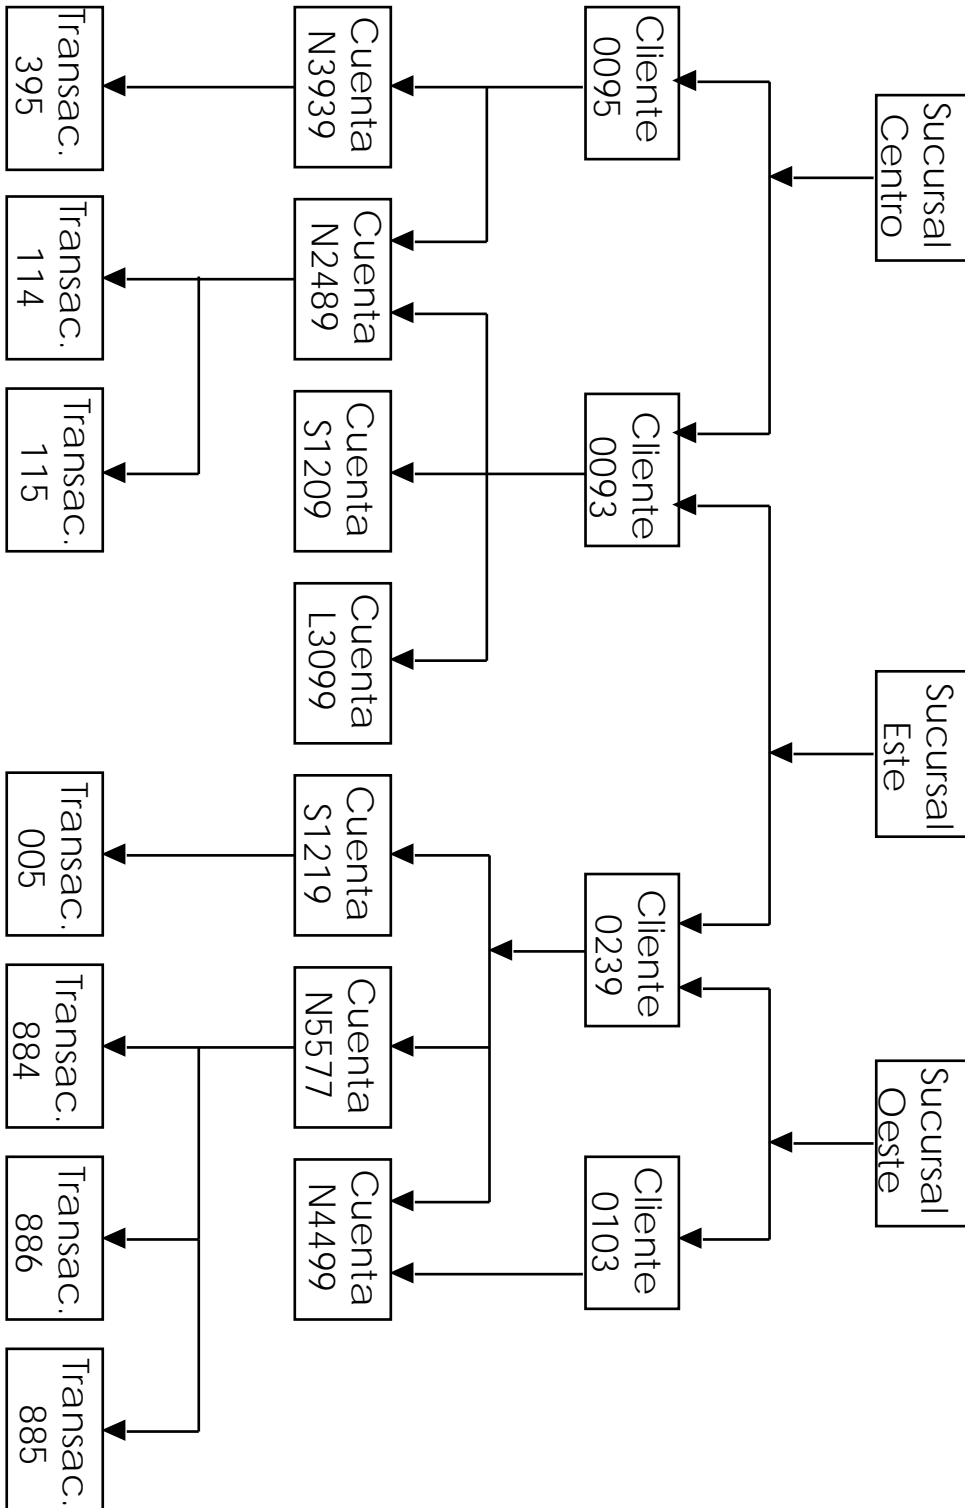 Sucursal
Centro
Sucursal
Este
Sucursal
Oeste
Cliente
0095
Cliente
0093
Cliente
0239
Cliente
0103
Cuenta
N3939
Cuenta
N2489
Cuenta
S1209
Cuenta
L3099
Cuenta
S1219
Cuenta
N5577
Cuenta
N4499
Transac.
395
Transac.
114
Transac.
115
Transac.
005
Transac.
884
Transac.
886
Transac.
885